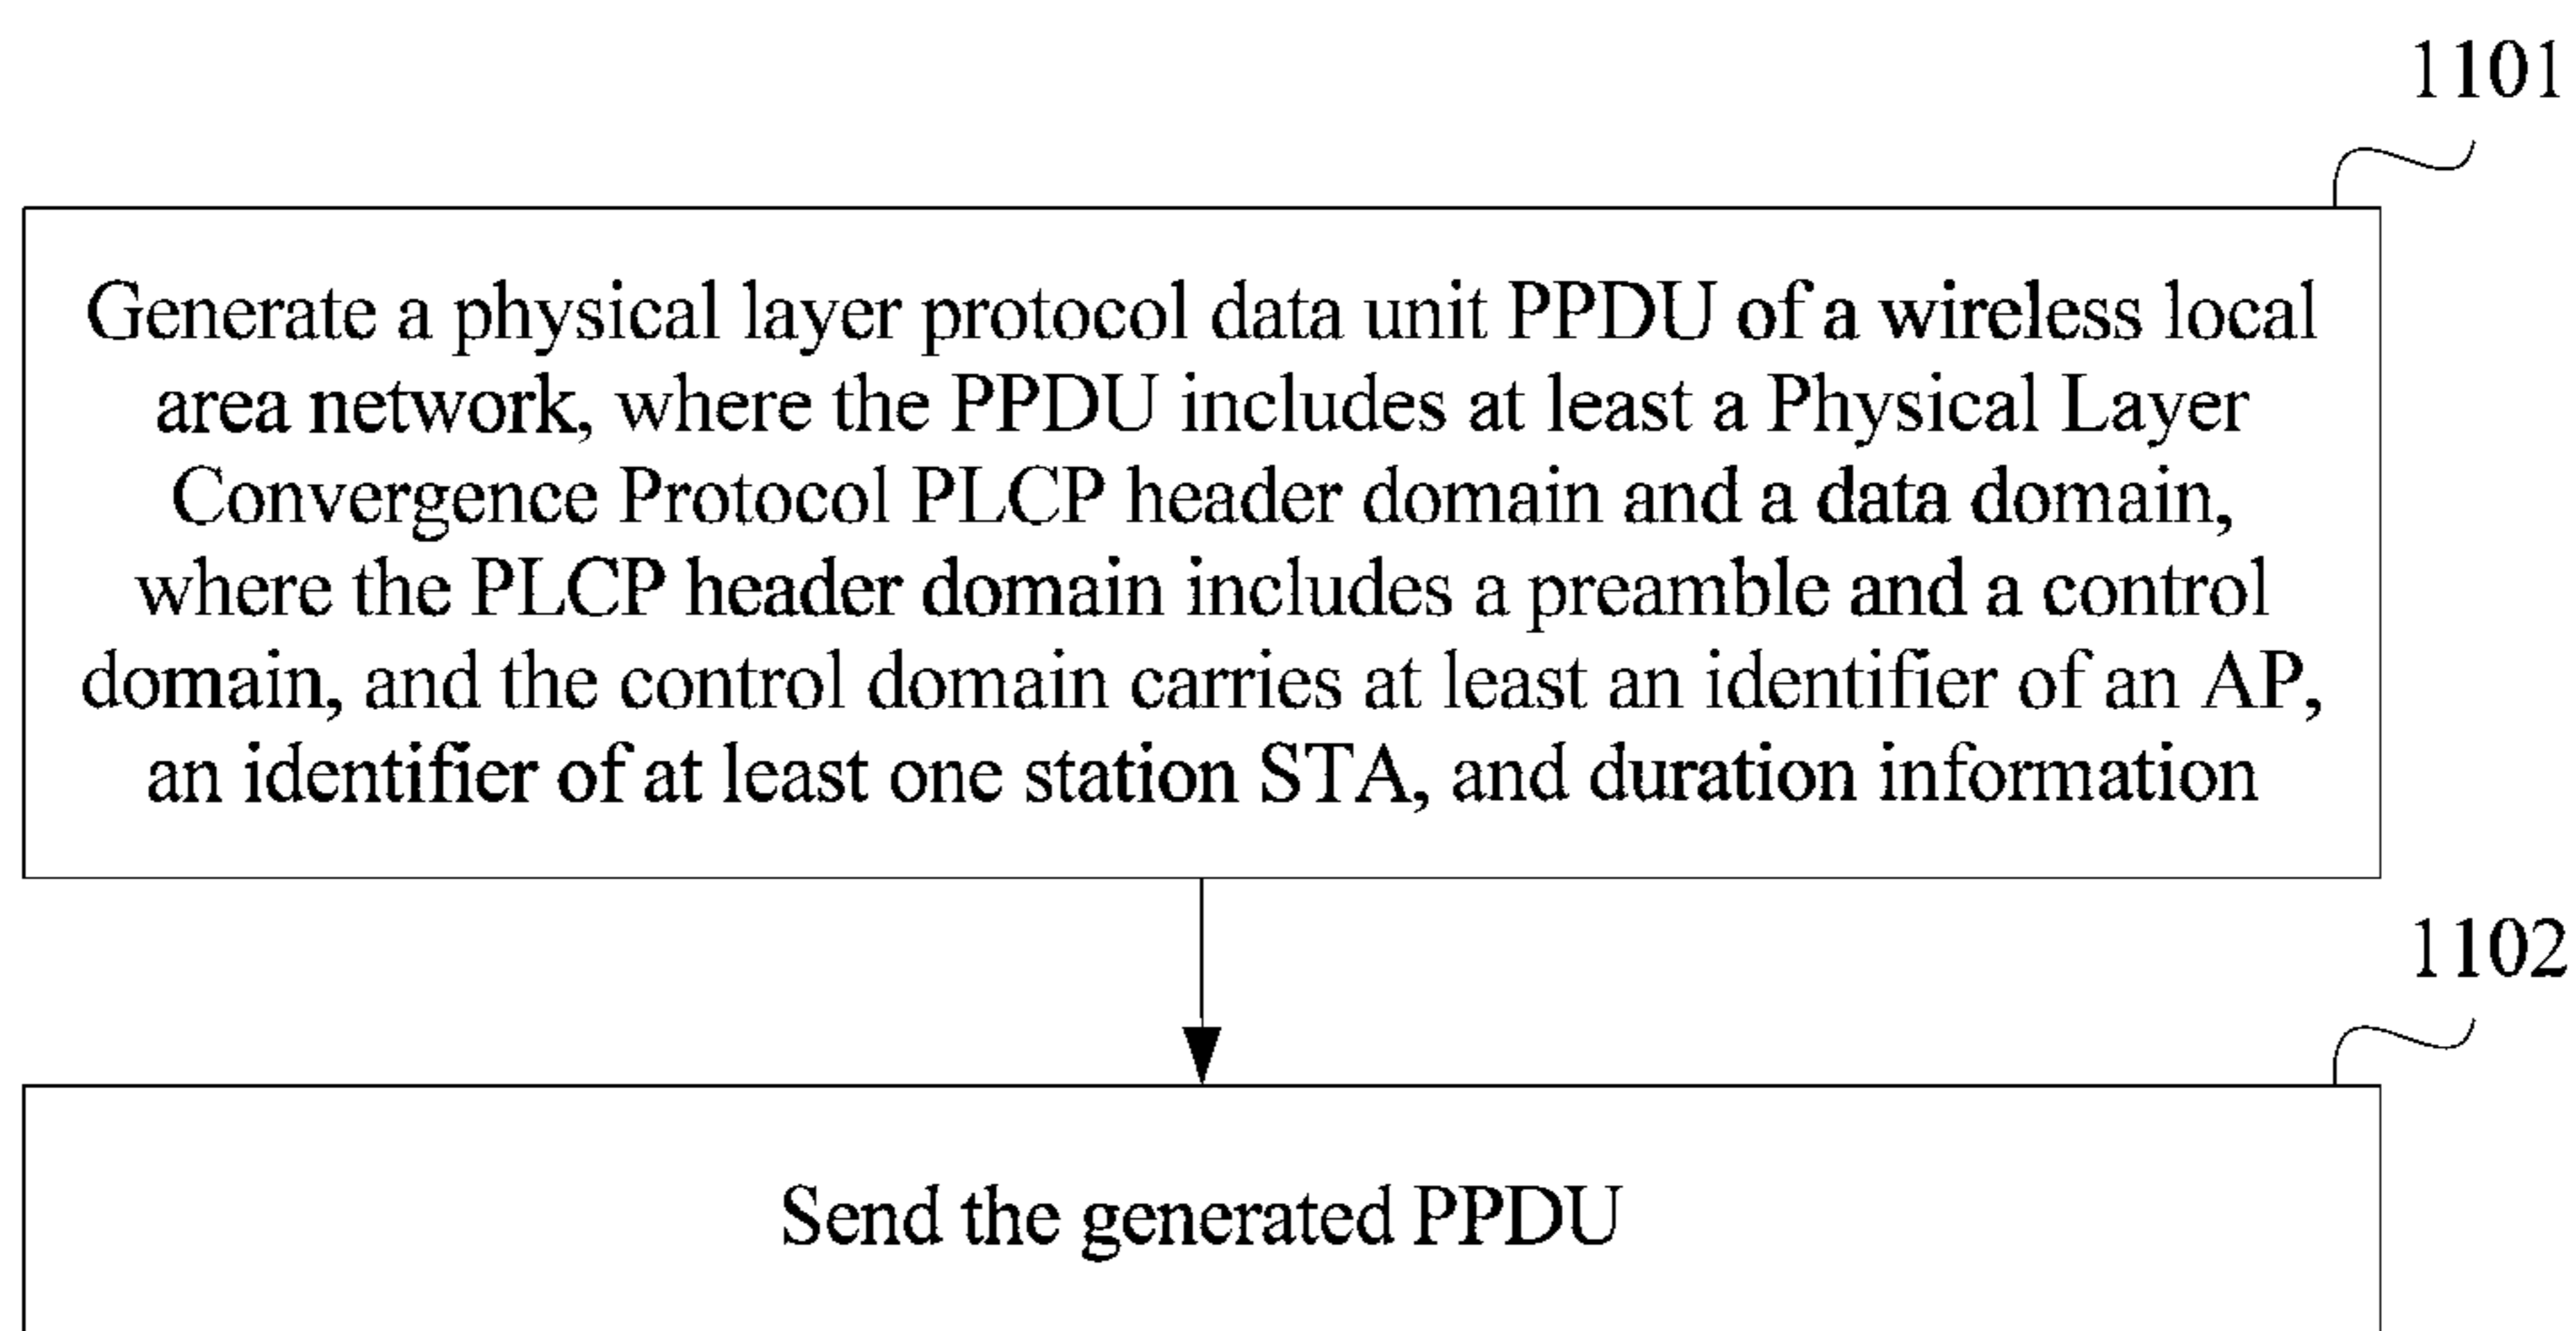 1101
Generate a physical layer protocol data unit PPDU of a wireless local
area network, where the PPDU includes at least a Physical Layer
Convergence Protocol PLCP header domain and a data domain,
where the PLCP header domain includes a preamble and a control
domain, and the control domain carries at least an identifier of an AP,
an identifier of at least one station STA, and duration information
1102
Send the generated PPDU